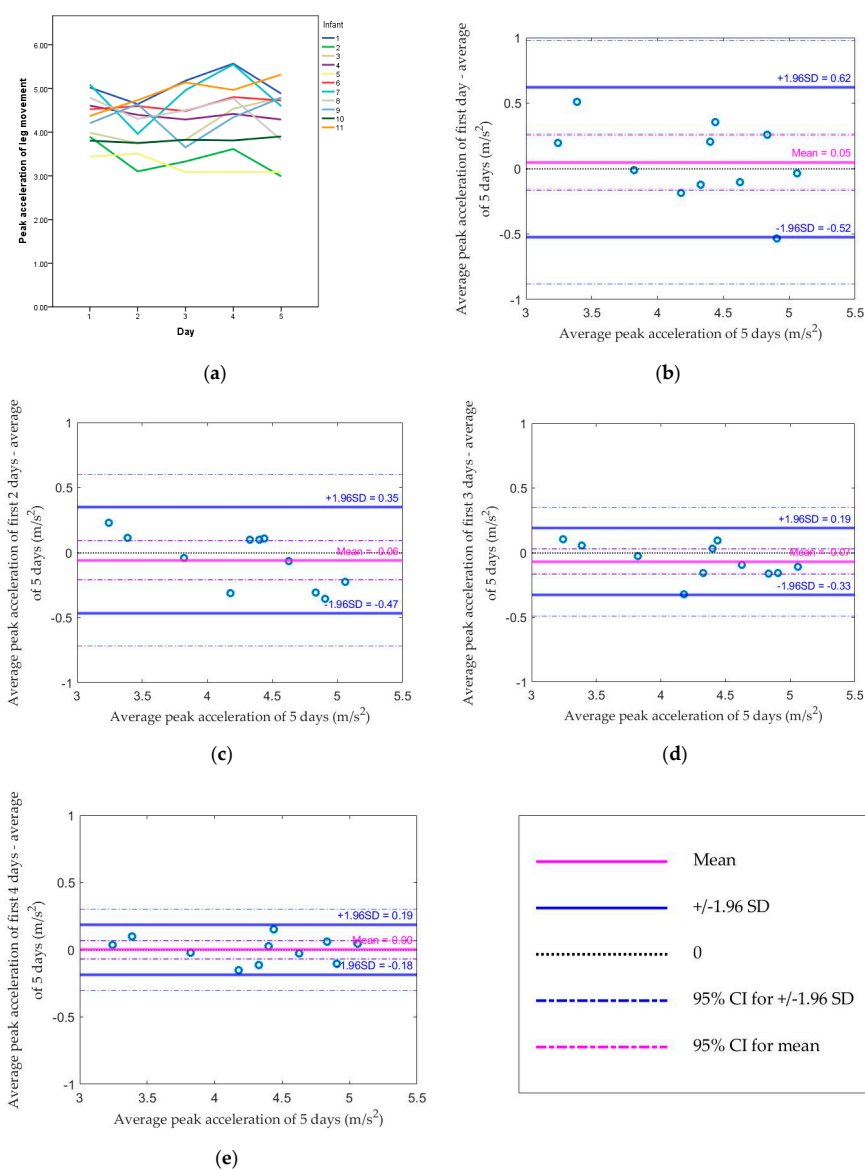 Infant
1
2
3
4
5
6
7
8
9
10
11
6.00
5.00
4.00
3.00
2.00
1.00
0.00
Peak acceleration of leg movement
1 2 3 4 5
Day
(a)
Average peak acceleration of first day - average
of 5 days (m/s²)
1
0.5
0
-0.5
-1
+1.96SD = 0.62
Mean = 0.05
-1.96SD = -0.52
3 3.5 4 4.5 5 5.5
Average peak acceleration of 5 days (m/s²)
(b)
Average peak acceleration of first 2 days - average
of 5 days (m/s²)
1
0.5
0
-0.5
-1
+1.96SD = 0.35
Mean = -0.06
-1.96SD = -0.47
3 3.5 4 4.5 5 5.5
Average peak acceleration of 5 days (m/s²)
(c)
Average peak acceleration of first 3 days - average
of 5 days (m/s²)
1
0.5
0
-0.5
-1
+1.96SD = 0.19
Mean = -0.07
-1.96SD = -0.33
3 3.5 4 4.5 5 5.5
Average peak acceleration of 5 days (m/s²)
(d)
Average peak acceleration of first 4 days - average
of 5 days (m/s²)
1
0.5
0
-0.5
-1
+1.96SD = 0.19
Mean = 0.00
-1.96SD = -0.18
3 3.5 4 4.5 5 5.5
Average peak acceleration of 5 days (m/s²)
(e)
Mean
+/-1.96 SD
0
95% CI for +/-1.96 SD
95% CI for mean